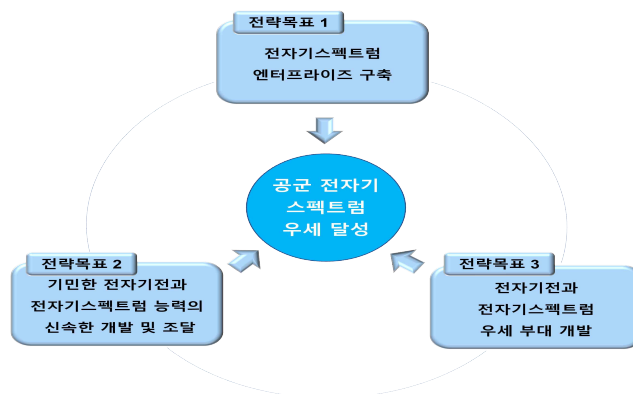 전략목표 1
전자기스펙트럼
엔터프라이즈 구축
공군 전자기
스펙트럼
우세 달성
전략목표 2
기민한 전자기전과
전자기스펙트럼 능력의
신속한 개발 및 조달
전략목표 3
전자기전과
전자기스펙트럼
우세 부대 개발